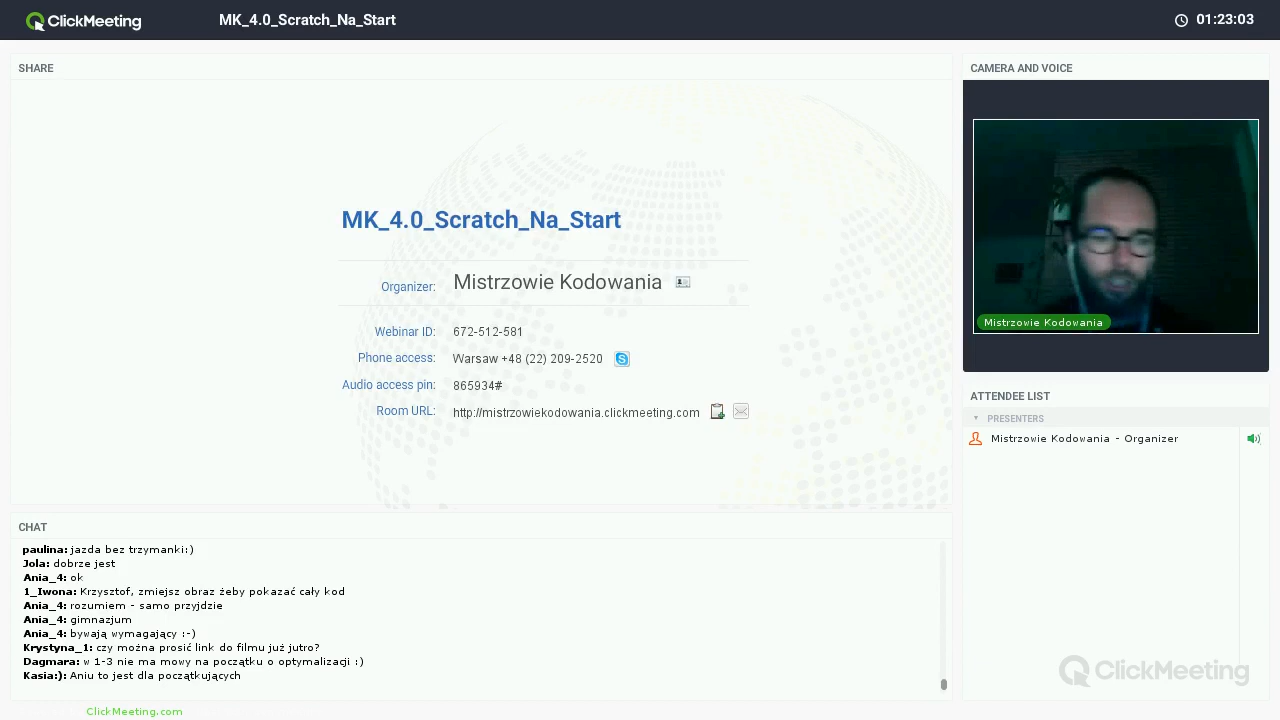 ClickMeeting
MK_4.0_Scratch_Na_Start
01:23:03
SHARE
MK_4.0_Scratch_Na_Start
Organizer: Mistrzowie Kodowania
Webinar ID: 672-512-581
Phone access: Warsaw +48 (22) 209-2520
Audio access pin: 865934#
Room URL: http://mistrzowiekodowania.clickmeeting.com
CAMERA AND VOICE
Mistrzowie Kodowania
ATTENDEE LIST
PRESENTERS
Mistrzowie Kodowania - Organizer
CHAT
paulina: jazda bez trzymanki:)
Jola: dobrze jest
Ania_4: ok
1_Iwona: Krzysztof, zmiejsz obraz żeby pokazać cały kod
Ania_4: rozumiem - samo przyjdzie
Ania_4: gimnazjum
Ania_4: bywają wymagający :-)
Krystyna_1: czy można prosić link do filmu już jutro?
Dagmara: w 1-3 nie ma mowy na początku o optymalizacji :)
Kasia:): Aniu to jest dla początkujących
ClickMeeting
ClickMeeting.com